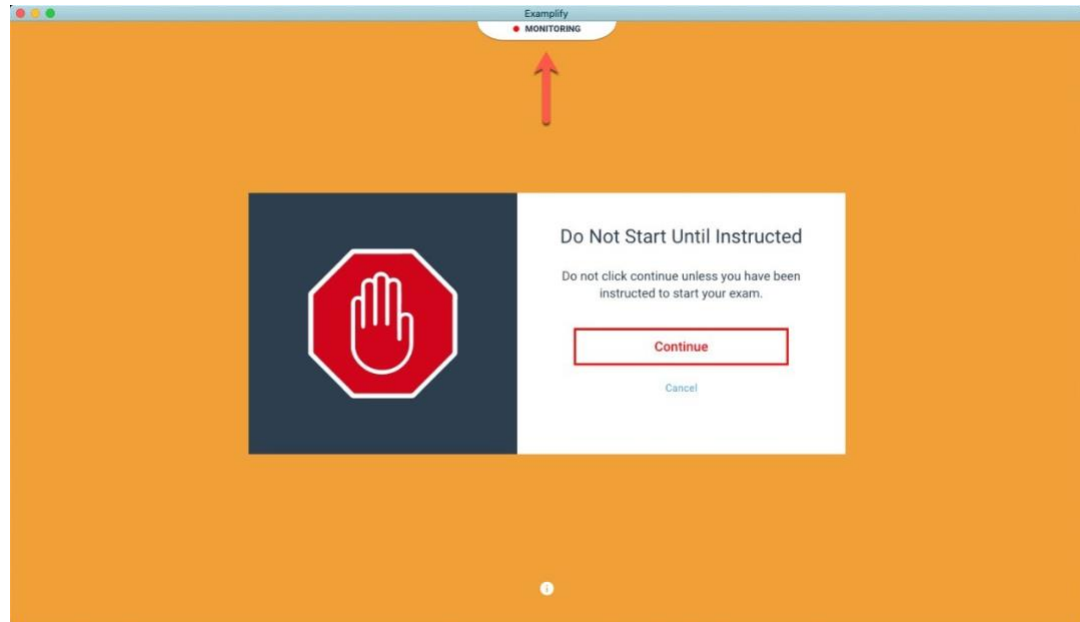 Examplify
MONITORING
Do Not Start Until Instructed
Do not click continue unless you have been
instructed to start your exam.
Continue
Cancel